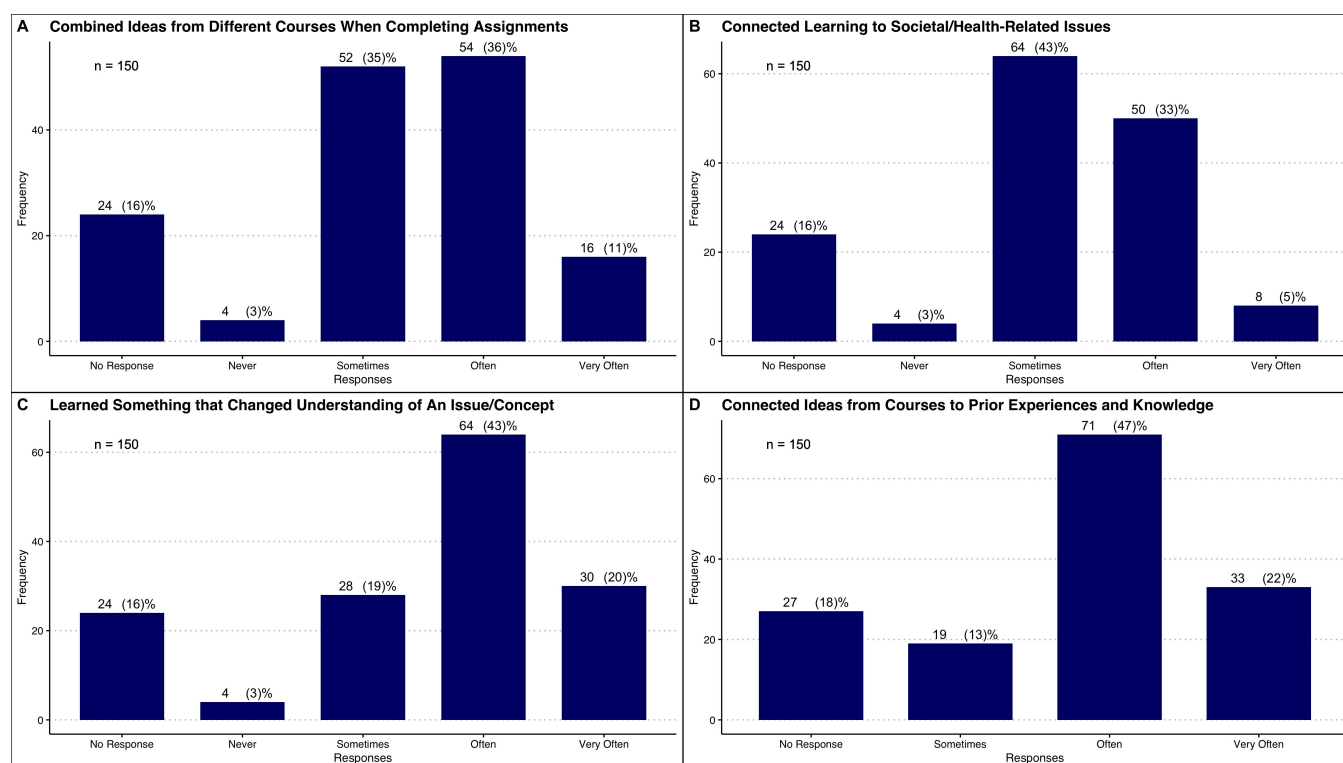 A Combined Ideas from Different Courses When Completing Assignments
n = 150
Frequency
40
20
0
24 (16)%
4 (3)%
52 (35)%
54 (36)%
16 (11)%
No Response Never Sometimes Often Very Often
Responses
B Connected Learning to Societal/Health-Related Issues
n = 150
Frequency
60
40
20
0
24 (16)%
4 (3)%
64 (43)%
50 (33)%
8 (5)%
No Response Never Sometimes Often Very Often
Responses
C Learned Something that Changed Understanding of An Issue/Concept
n = 150
Frequency
60
40
20
0
24 (16)%
4 (3)%
28 (19)%
64 (43)%
30 (20)%
No Response Never Sometimes Often Very Often
Responses
D Connected Ideas from Courses to Prior Experiences and Knowledge
n = 150
Frequency
60
40
20
0
27 (18)%
19 (13)%
71 (47)%
33 (22)%
No Response Sometimes Often Very Often
Responses